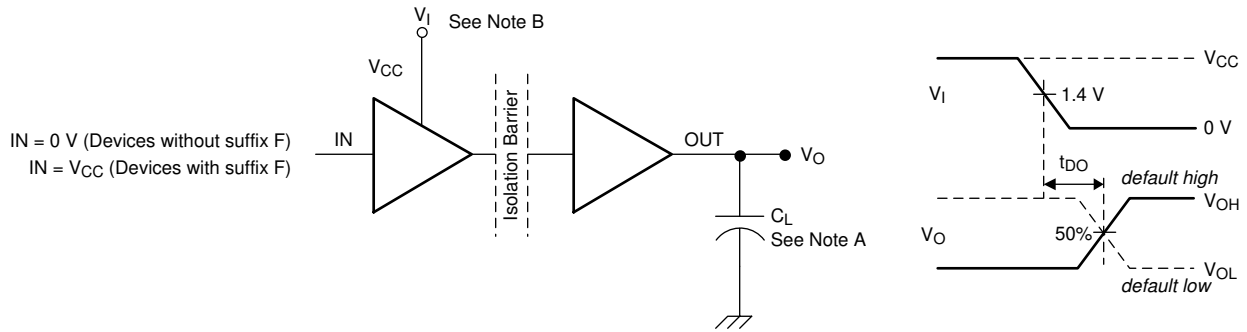 V_I See Note B
V_CC
IN = 0 V (Devices without suffix F)
IN = V_CC (Devices with suffix F)
IN
Isolation Barrier
OUT
V_O
C_L
See Note A
V_CC
V_I
1.4 V
0 V
t_DO
default high
V_OH
V_O
50%
V_OL
default low